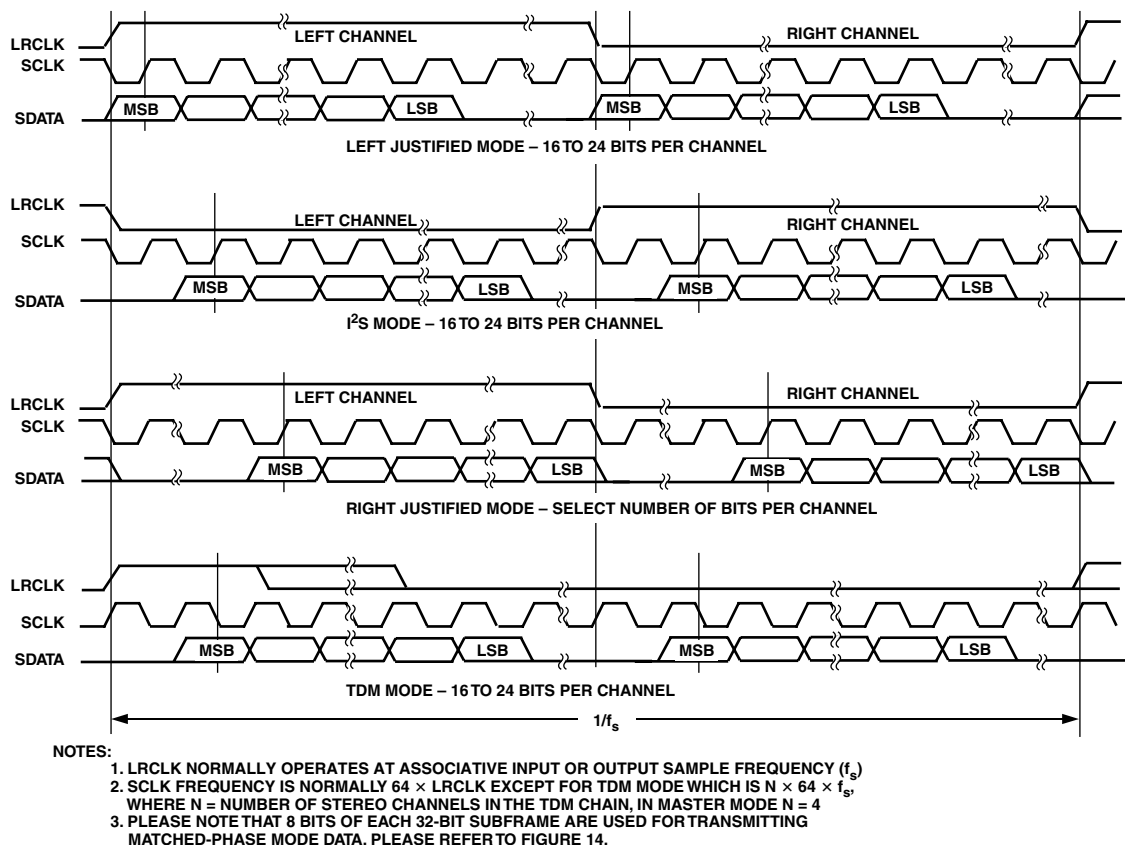 LRCLK
LEFT CHANNEL
RIGHT CHANNEL
SCLK
SDATA
MSB
LSB
MSB
LSB
LEFT JUSTIFIED MODE – 16 TO 24 BITS PER CHANNEL
LRCLK
LEFT CHANNEL
RIGHT CHANNEL
SCLK
SDATA
MSB
LSB
MSB
LSB
I²S MODE – 16 TO 24 BITS PER CHANNEL
LRCLK
LEFT CHANNEL
RIGHT CHANNEL
SCLK
SDATA
MSB
LSB
MSB
LSB
RIGHT JUSTIFIED MODE – SELECT NUMBER OF BITS PER CHANNEL
LRCLK
SCLK
SDATA
MSB
LSB
MSB
LSB
TDM MODE – 16 TO 24 BITS PER CHANNEL
1/fs
NOTES:
1. LRCLK NORMALLY OPERATES AT ASSOCIATIVE INPUT OR OUTPUT SAMPLE FREQUENCY (fs)
2. SCLK FREQUENCY IS NORMALLY 64 × LRCLK EXCEPT FOR TDM MODE WHICH IS N × 64 × fs,
WHERE N = NUMBER OF STEREO CHANNELS IN THE TDM CHAIN, IN MASTER MODE N = 4
3. PLEASE NOTE THAT 8 BITS OF EACH 32-BIT SUBFRAME ARE USED FOR TRANSMITTING
MATCHED-PHASE MODE DATA. PLEASE REFER TO FIGURE 14.